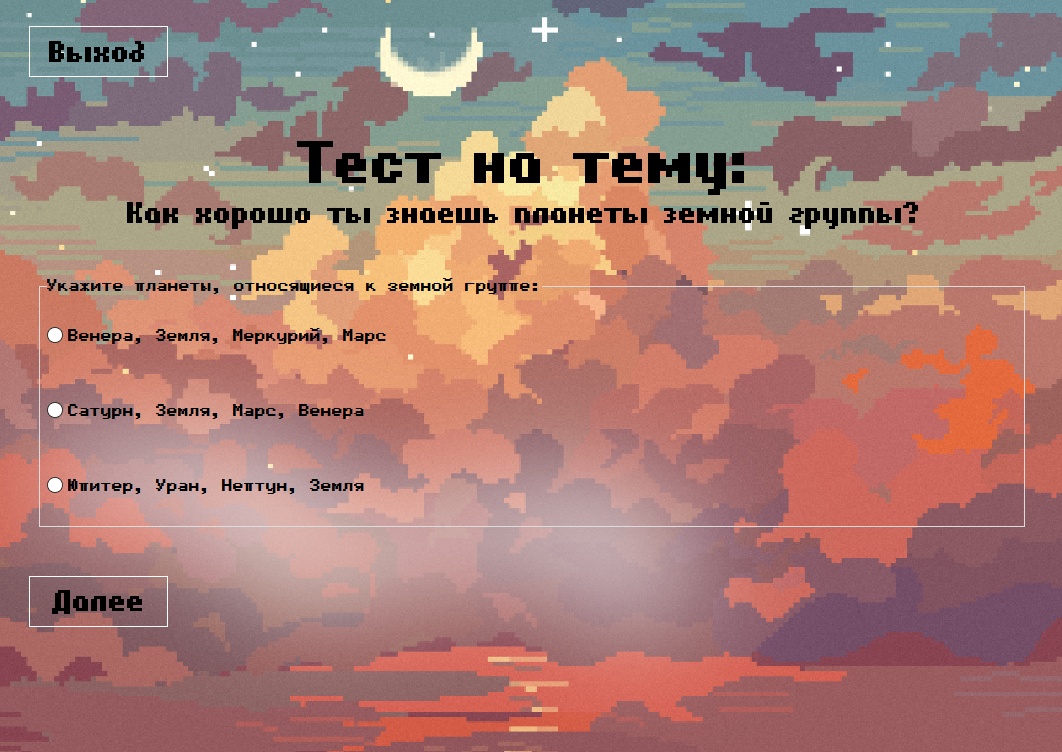 Выход
Тест на тему:
Как хорошо ты знаешь планеты земной группы?
Укажите планеты, относящиеся к земной группе:
Венера, Земля, Меркурий, Марс
Сатурн, Земля, Марс, Венера
Юпитер, Уран, Нептун, Земля
Далее